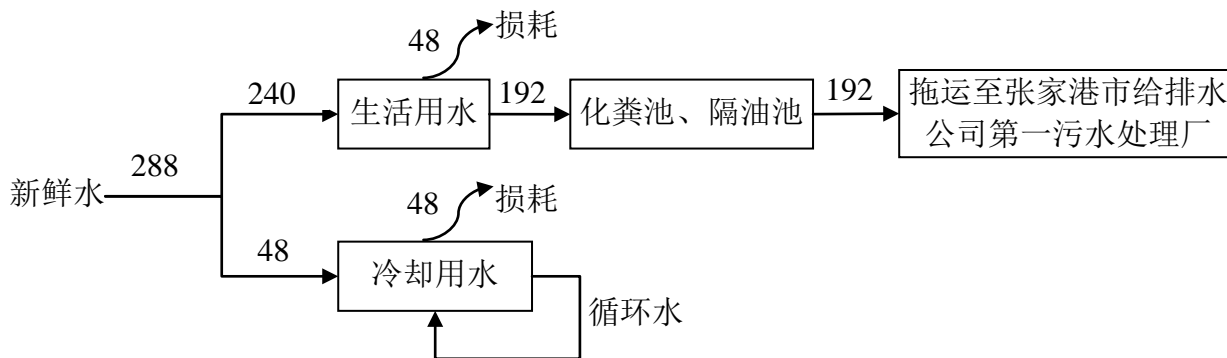 48
损耗
240
生活用水
192
化粪池、隔油池
192
拖运至张家港市给排水
公司第一污水处理厂
新鲜水
288
48
损耗
48
冷却用水
循环水